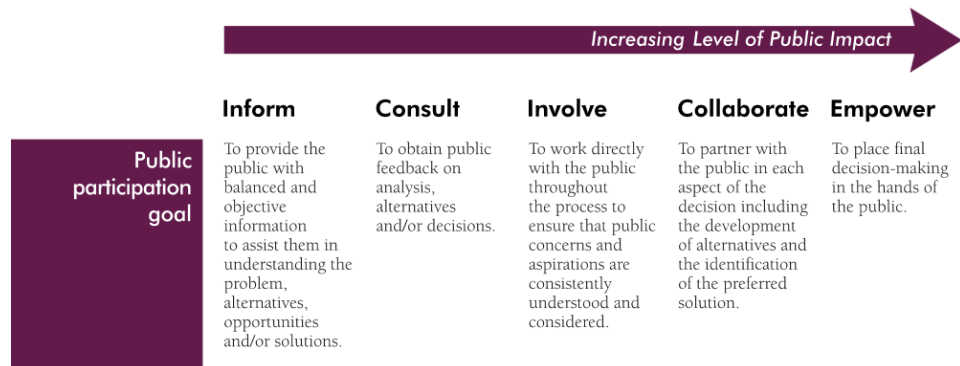 Increasing Level of Public Impact
Inform
Consult
Involve
Collaborate
Empower
Public
participation
goal
To provide the
public with
balanced and
objective
information
to assist them in
understanding the
problem,
alternatives,
opportunities
and/or solutions.
To obtain public
feedback on
analysis,
alternatives
and/or decisions.
To work directly
with the public
throughout
the process to
ensure that public
concerns and
aspirations are
consistently
understood and
considered.
To partner with
the public in each
aspect of the
decision including
the development
of alternatives and
the identification
of the preferred
solution.
To place final
decision-making
in the hands of
the public.